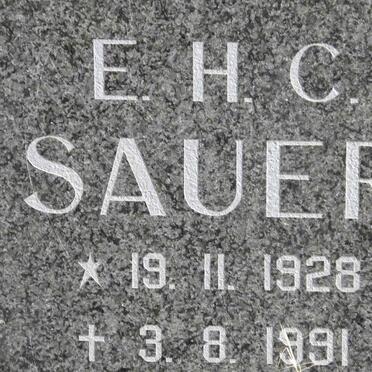 E. H. C.
SAUER
★ 19. 11. 1928
† 3. 8. 1991